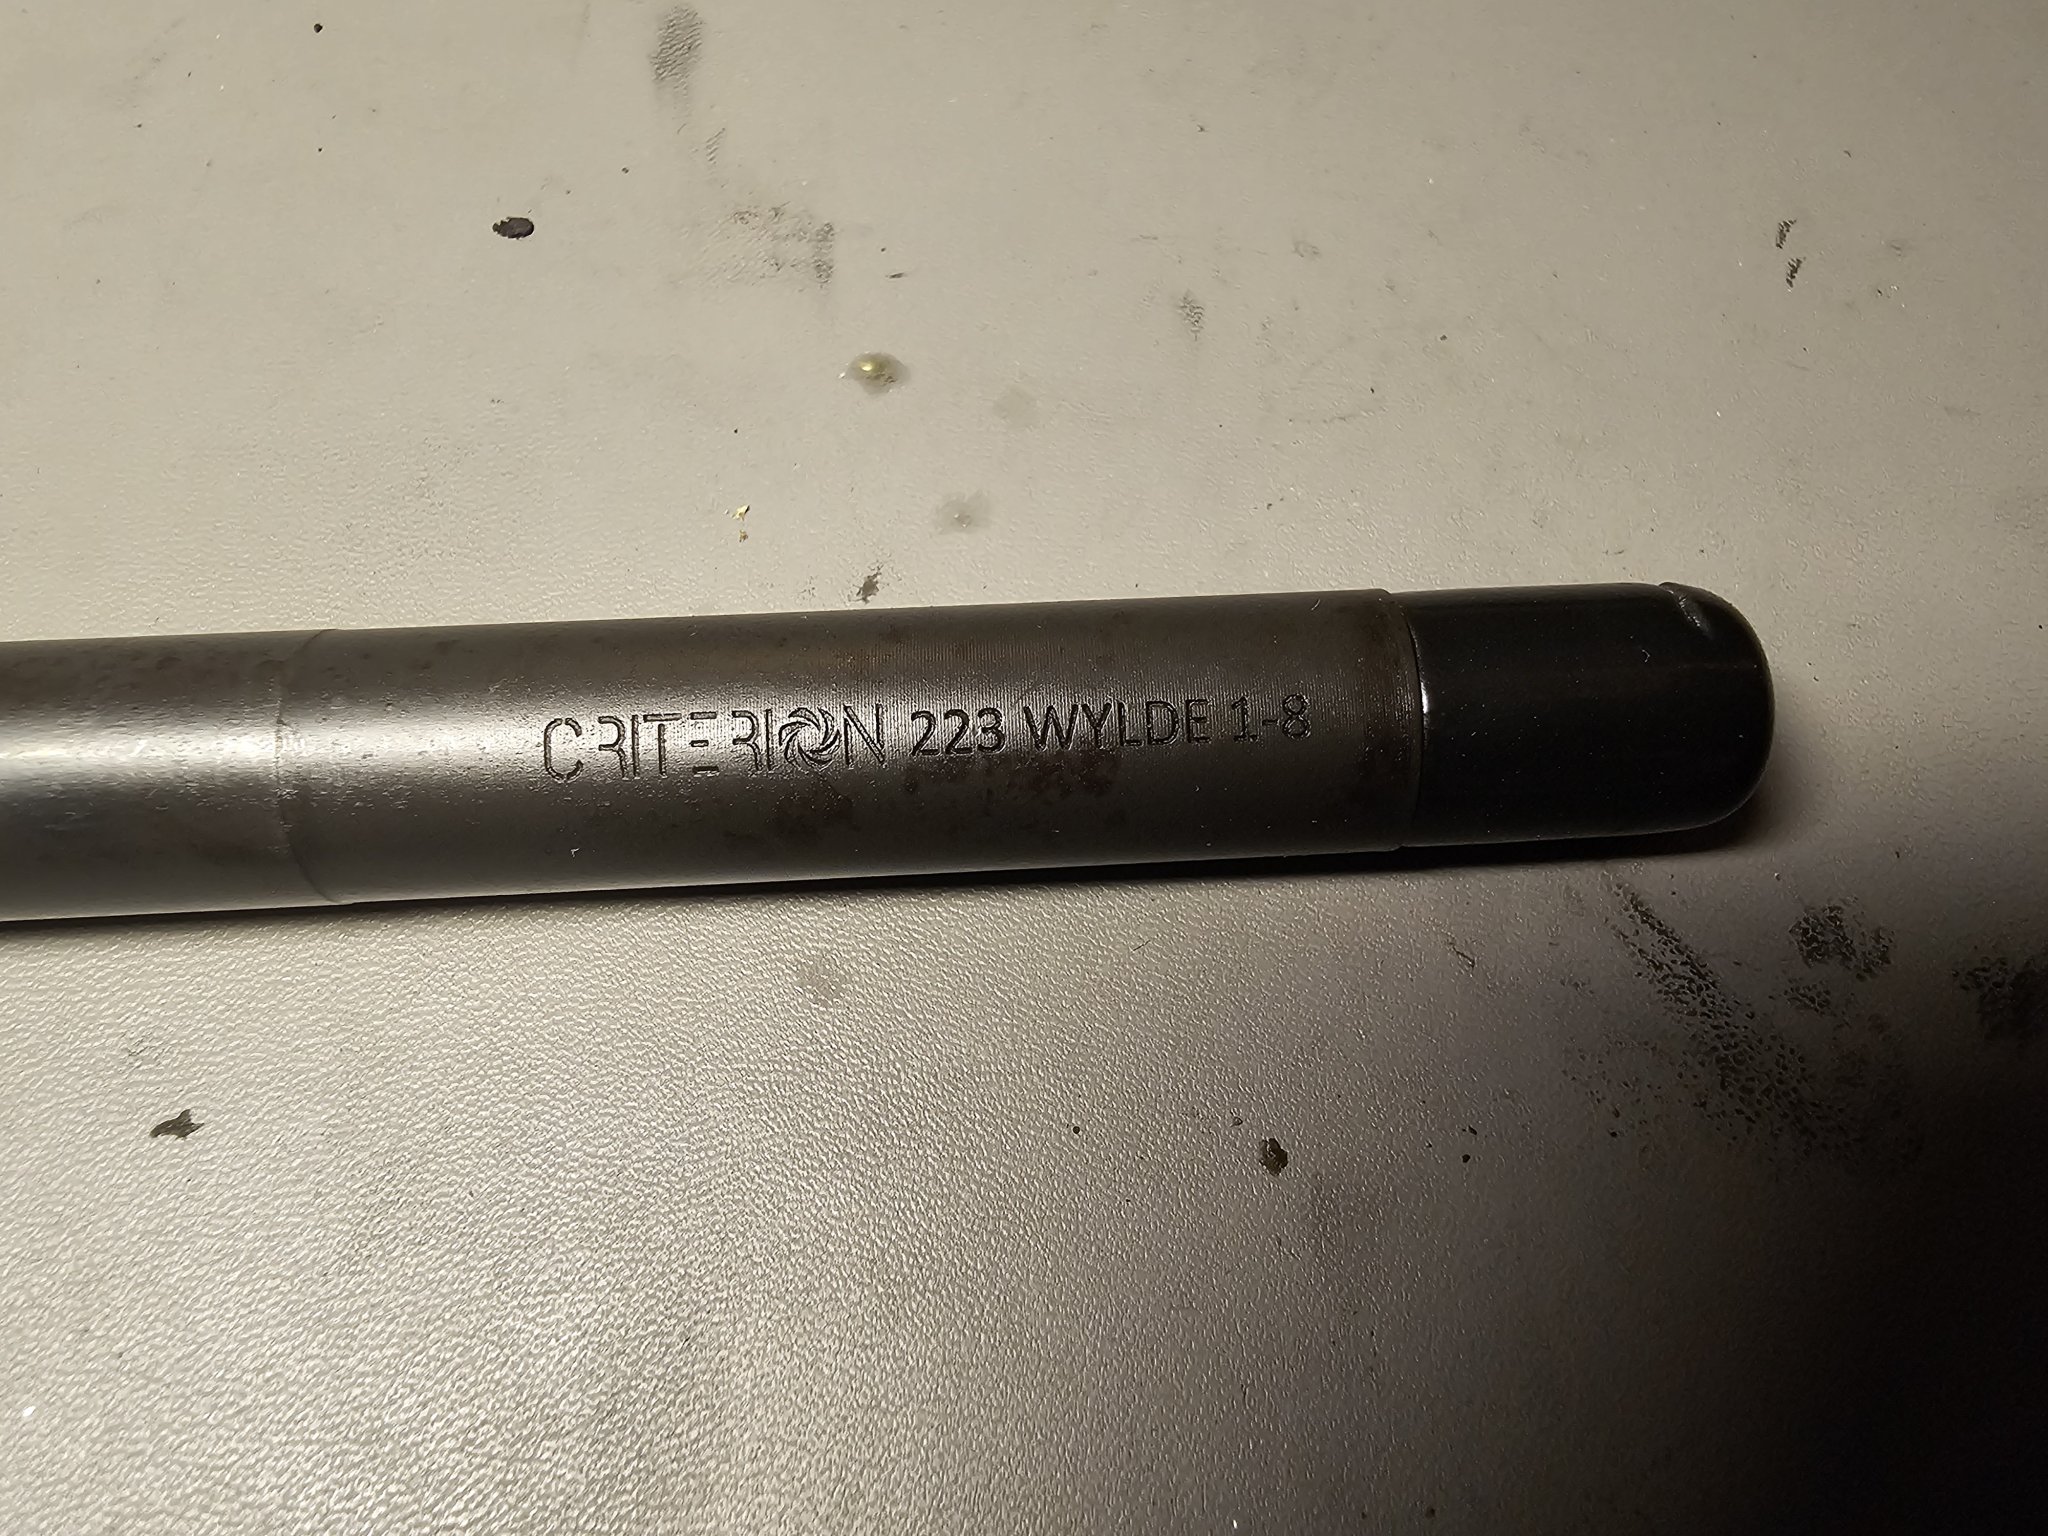 CRITERION 223 WYLDE 1-8